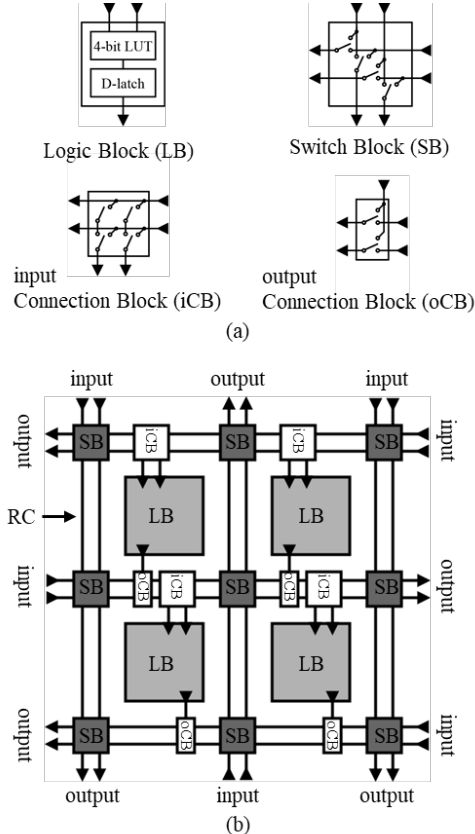 4-bit LUT
D-latch
Logic Block (LB)
Switch Block (SB)
input
Connection Block (iCB)
output
Connection Block (oCB)
(a)
input output input
output SB iCB SB iCB SB input
LB LB
RC
input SB oCB iCB SB oCB iCB SB output
LB LB
output SB oCB SB oCB SB input
output input output
(b)